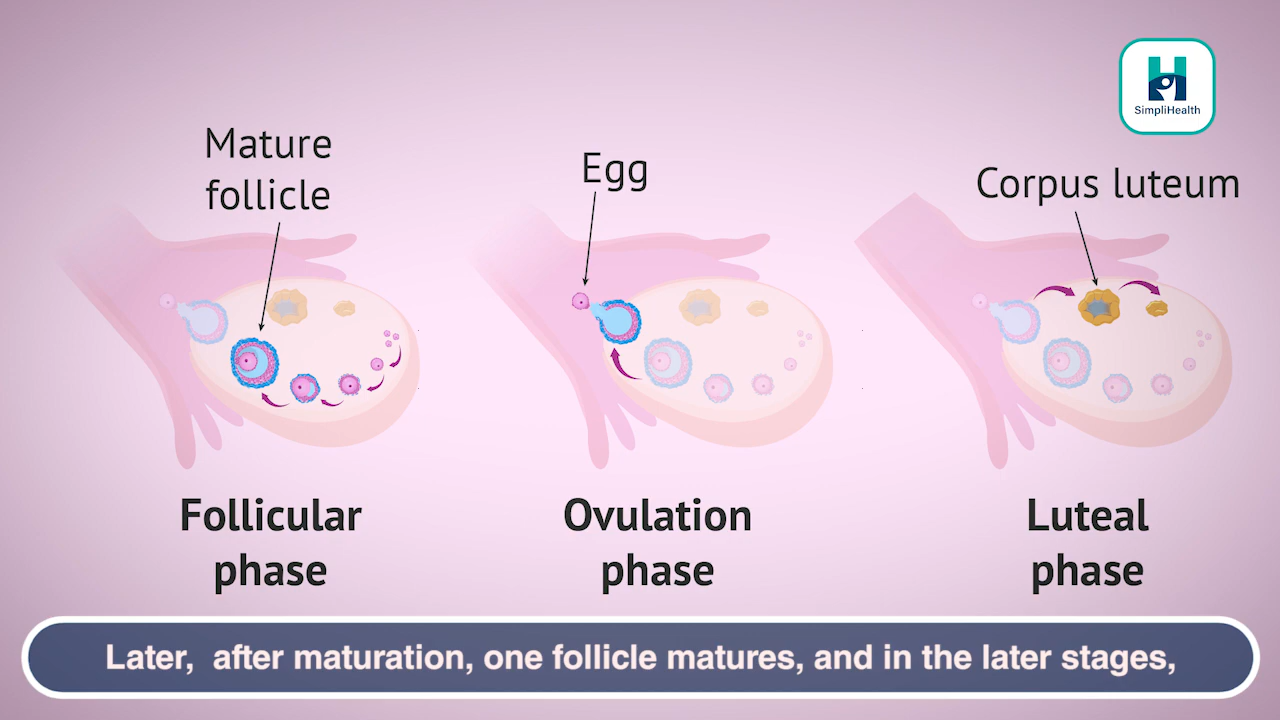 SimpliHealth
Mature
follicle
Egg
Corpus luteum
Follicular
phase
Ovulation
phase
Luteal
phase
Later, after maturation, one follicle matures, and in the later stages,